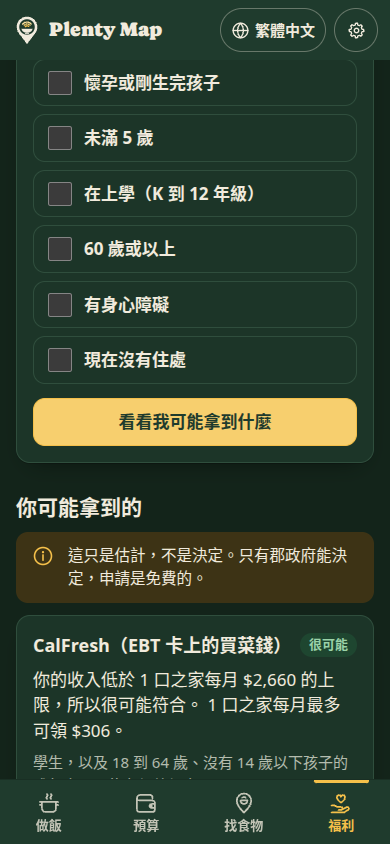 Plenty Map
繁體中文
懷孕或剛生完孩子
未滿 5 歲
在上學（K 到 12 年級）
60 歲或以上
有身心障礙
現在沒有住處
看看我可能拿到什麼
你可能拿到的
這只是估計，不是決定。只有郡政府能決
定，申請是免費的。
CalFresh（EBT 卡上的買菜錢）
很可能
你的收入低於 1 口之家每月 $2,660 的上
限，所以很可能符合。 1 口之家每月最多
可領 $306。
學生，以及 18 到 64 歲、沒有 14 歲以下孩子的
做飯
預算
找食物
福利